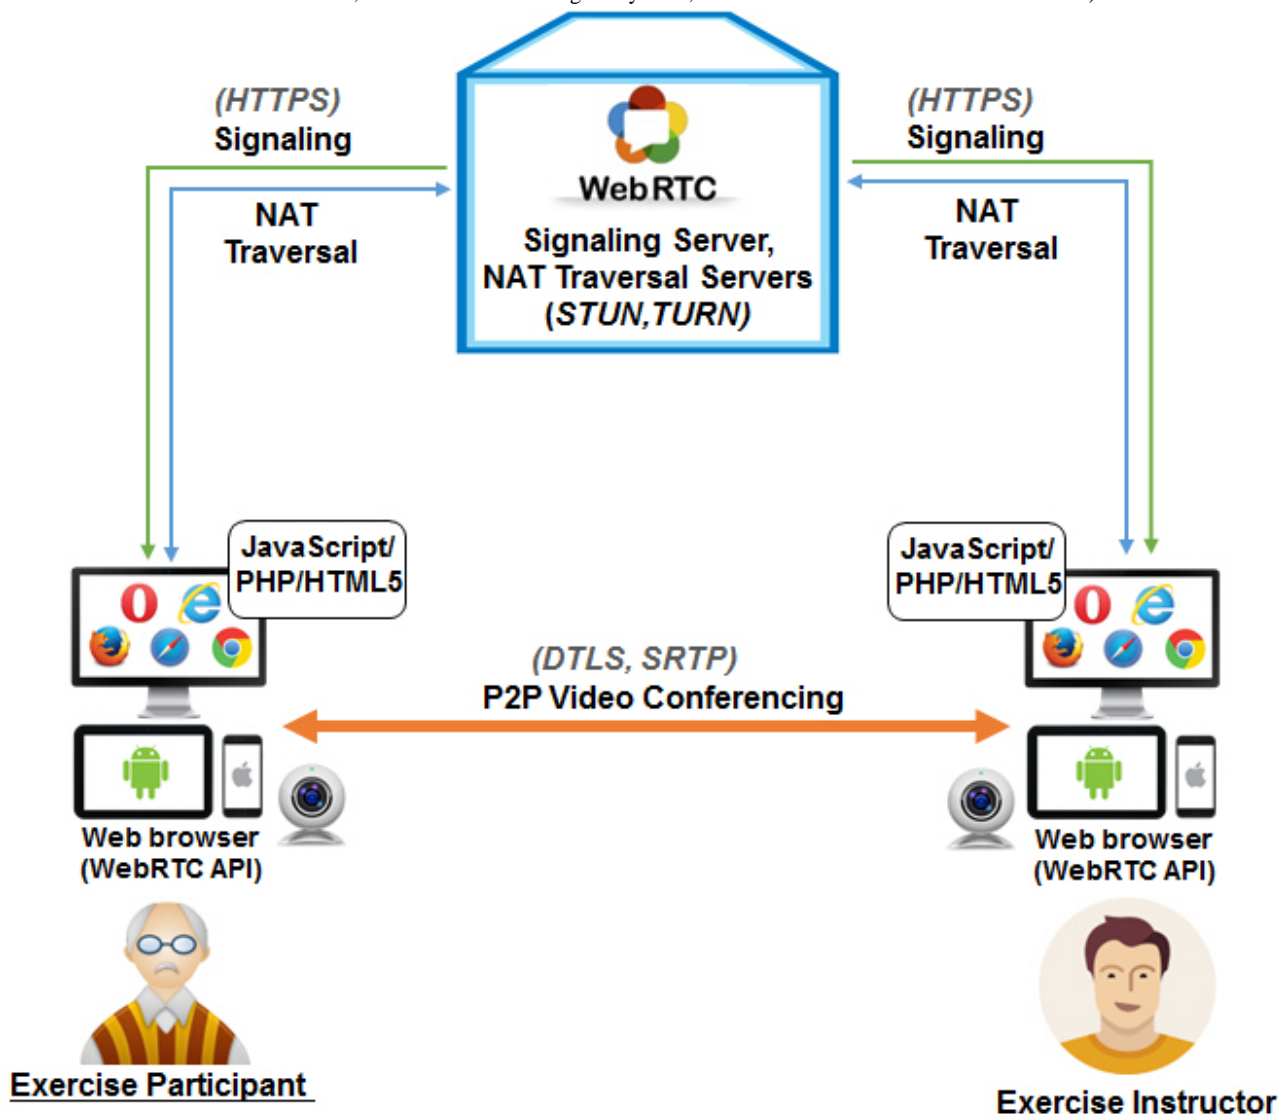 (HTTPS)
Signaling
NAT
Traversal
WebRTC
Signaling Server,
NAT Traversal Servers
(STUN,TURN)
(HTTPS)
Signaling
NAT
Traversal
JavaScript/
PHP/HTML5
JavaScript/
PHP/HTML5
(DTLS, SRTP)
P2P Video Conferencing
Web browser
(WebRTC API)
Web browser
(WebRTC API)
Exercise Participant
Exercise Instructor